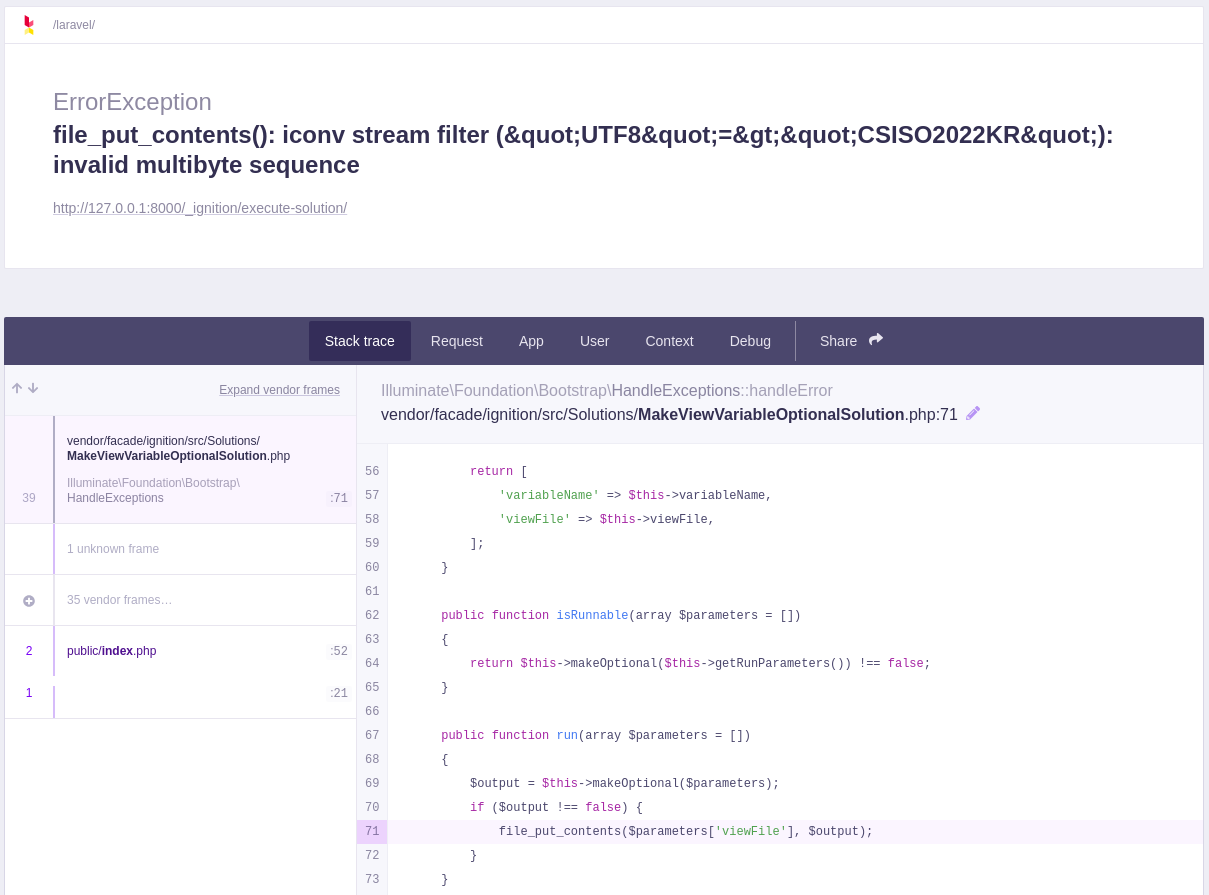 /laravel/
ErrorException
file_put_contents(): iconv stream filter (&quot;UTF8&quot;=&gt;&quot;CSISO2022KR&quot;):
invalid multibyte sequence
http://127.0.0.1:8000/_ignition/execute-solution/
Stack trace Request App User Context Debug Share
Expand vendor frames
vendor/facade/ignition/src/Solutions/
MakeViewVariableOptionalSolution.php
Illuminate\Foundation\Bootstrap\
39 HandleExceptions :71
1 unknown frame
35 vendor frames…
2 public/index.php :52
1 :21
Illuminate\Foundation\Bootstrap\HandleExceptions::handleError
vendor/facade/ignition/src/Solutions/MakeViewVariableOptionalSolution.php:71
56 return [
57 'variableName' => $this->variableName,
58 'viewFile' => $this->viewFile,
59 ];
60 }
61
62 public function isRunnable(array $parameters = [])
63 {
64 return $this->makeOptional($this->getRunParameters()) !== false;
65 }
66
67 public function run(array $parameters = [])
68 {
69 $output = $this->makeOptional($parameters);
70 if ($output !== false) {
71 file_put_contents($parameters['viewFile'], $output);
72 }
73 }